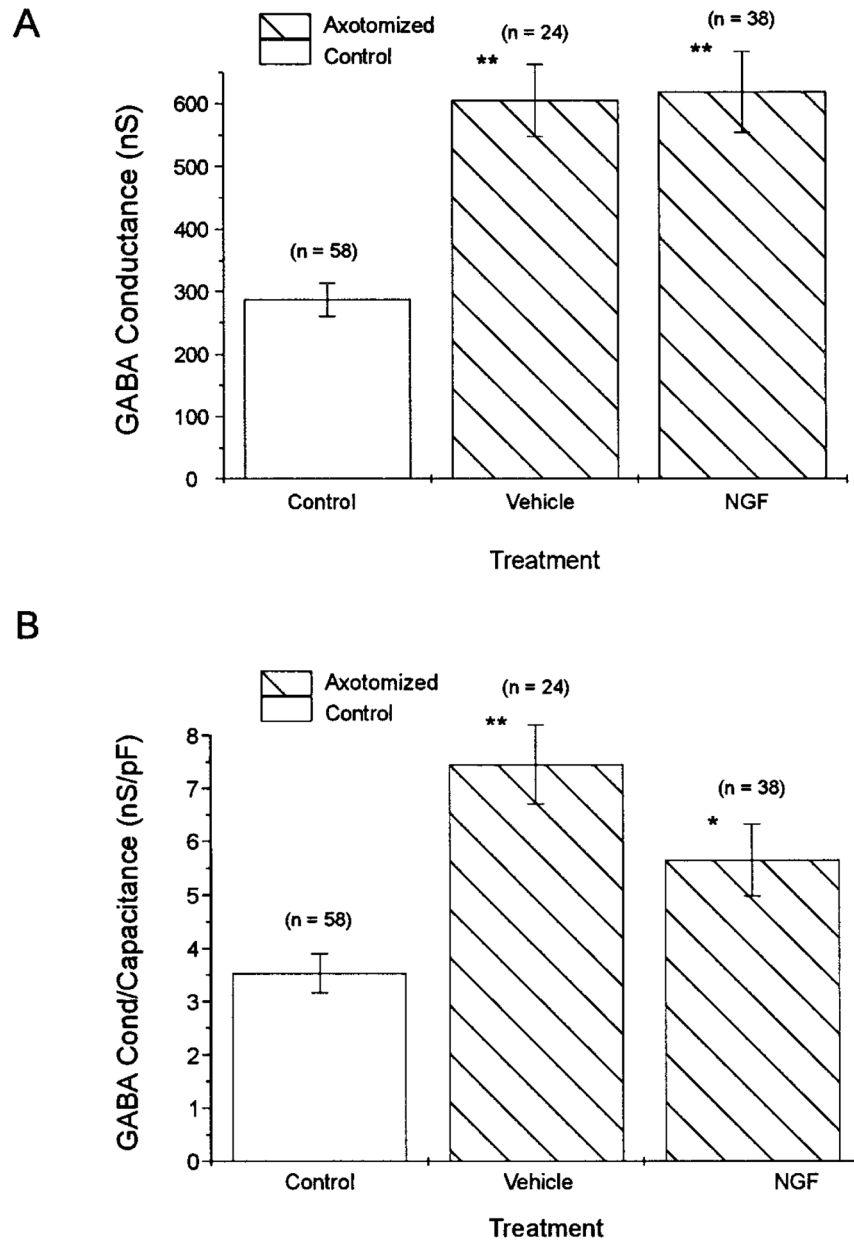 A
Axotomized
Control
(n = 24)
(n = 38)
**
**
(n = 58)
GABA Conductance (nS)
600
500
400
300
200
100
0
Control
Vehicle
NGF
Treatment
B
Axotomized
Control
(n = 24)
**
(n = 38)
*
(n = 58)
GABA Cond/Capacitance (nS/pF)
8
7
6
5
4
3
2
1
0
Control
Vehicle
NGF
Treatment